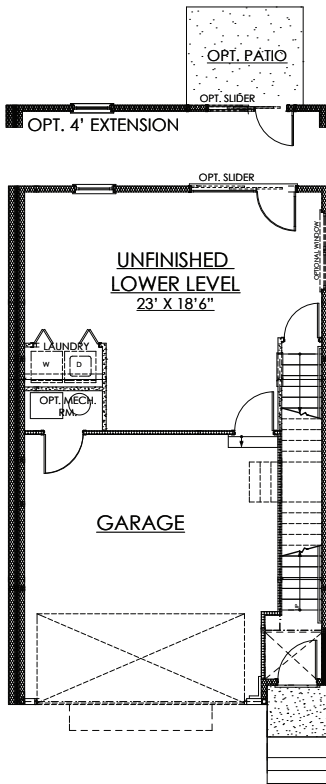 OPT. PATIO
OPT. SLIDER
OPT. 4' EXTENSION
OPT. SLIDER
OPTIONAL WINDOW
UNFINISHED
LOWER LEVEL
23' X 18'6"
LAUNDRY
W
D
OPT. MECH.
RM.
GARAGE